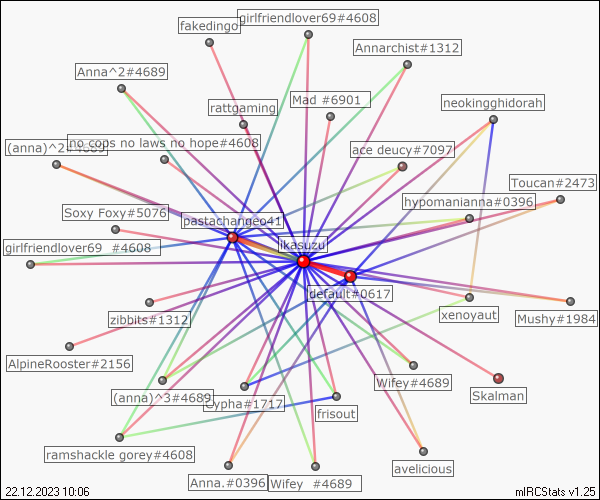 girlfriendlover69#4608
fakedingo
Annarchist#1312
Anna^2#4689
rattgaming
Mad #6901
neokingghidorah
(anna)^2#4689
no cops no laws no hope#4608
ace deucy#7097
Toucan#2473
hypomanianna#0396
Soxy Foxy#5076
pastachangeo41
ikasuzu
girlfriendlover69 #4608
default#0617
zibbits#1312
xenoyaut
Mushy#1984
AlpineRooster#2156
Wifey#4689
Skalman
(anna)^3#4689
Cypha#1717
frisout
ramshackle gorey#4608
avelicious
Anna.#0396
Wifey #4689
22.12.2023 10:06
mIRCStats v1.25